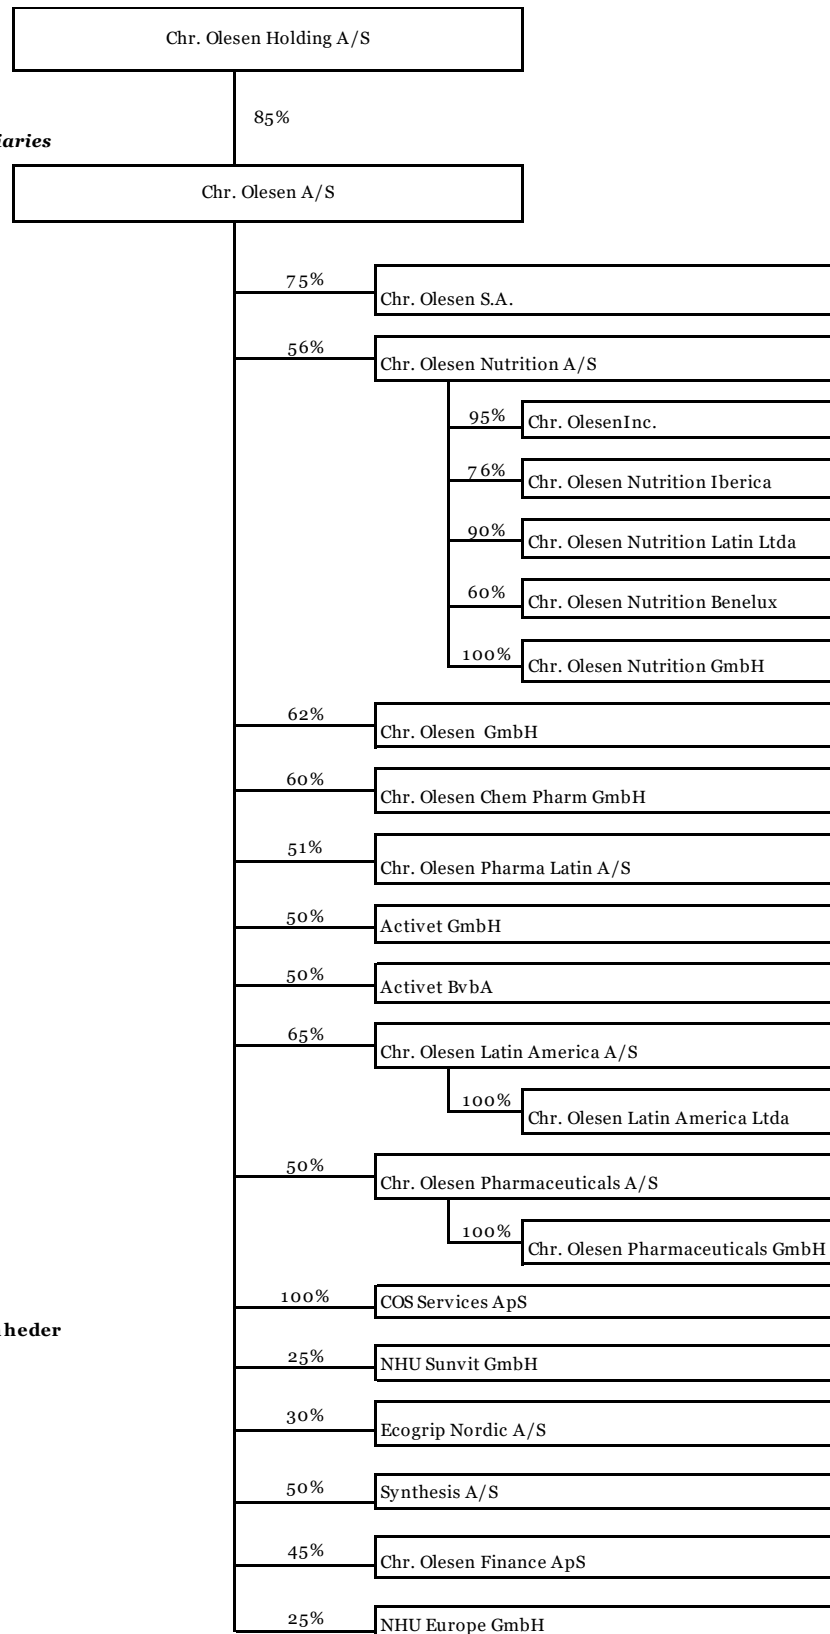 Chr. Olesen Holding A/S
85%
iaries
Chr. Olesen A/S
75%
Chr. Olesen S.A.
56%
Chr. Olesen Nutrition A/S
95%
Chr. OlesenInc.
76%
Chr. Olesen Nutrition Iberica
90%
Chr. Olesen Nutrition Latin Ltda
60%
Chr. Olesen Nutrition Benelux
100%
Chr. Olesen Nutrition GmbH
62%
Chr. Olesen GmbH
60%
Chr. Olesen Chem Pharm GmbH
51%
Chr. Olesen Pharma Latin A/S
50%
Activet GmbH
50%
Activet BvbA
65%
Chr. Olesen Latin America A/S
100%
Chr. Olesen Latin America Ltda
50%
Chr. Olesen Pharmaceuticals A/S
100%
Chr. Olesen Pharmaceuticals GmbH
100%
COS Services ApS
heder
25%
NHU Sunvit GmbH
30%
Ecogrip Nordic A/S
50%
Synthesis A/S
45%
Chr. Olesen Finance ApS
25%
NHU Europe GmbH